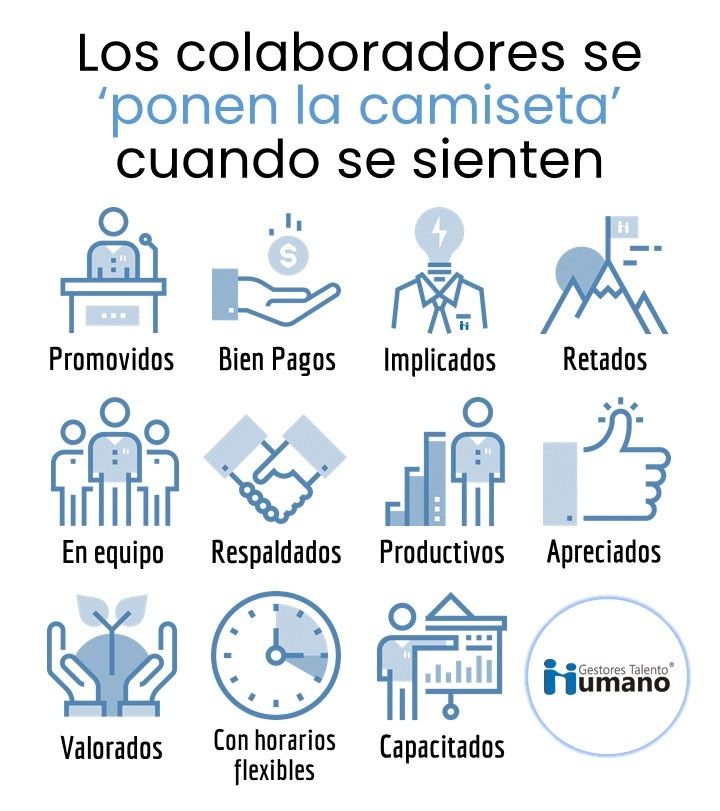 Los colaboradores se
‘ponen la camiseta’
cuando se sienten
$
Promovidos
Bien Pagos
Implicados
Retados
En equipo
Respaldados
Productivos
Apreciados
Valorados
Con horarios
flexibles
Capacitados
Gestores Talento®
Humano